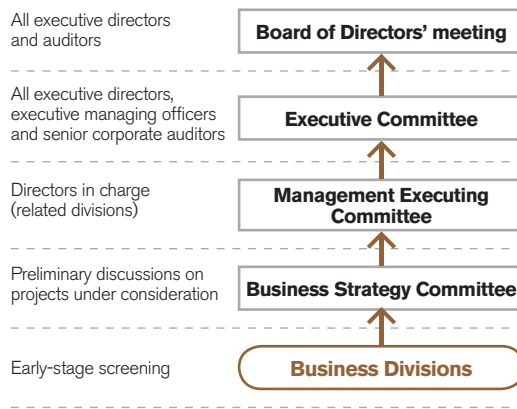 All executive directors
and auditors
Board of Directors’ meeting
All executive directors,
executive managing officers
and senior corporate auditors
Executive Committee
Directors in charge
(related divisions)
Management Executing
Committee
Preliminary discussions on
projects under consideration
Business Strategy Committee
Early-stage screening
Business Divisions